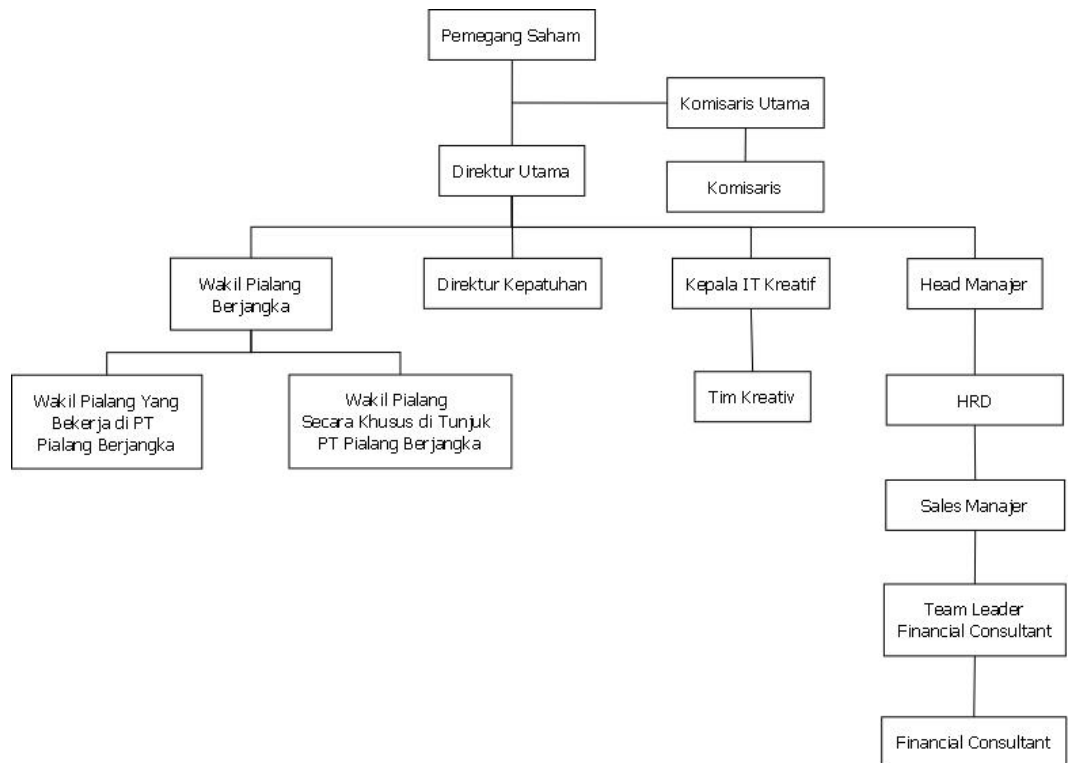 Pemegang Saham
Komisaris Utama
Direktur Utama
Komisaris
Wakil Pialang
Berjangka
Direktur Kepatuhan
Kepala IT Kreatif
Head Manajer
Wakil Pialang Yang
Bekerja di PT
Pialang Berjangka
Wakil Pialang
Secara Khusus di Tunjuk
PT Pialang Berjangka
Tim Kreativ
HRD
Sales Manajer
Team Leader
Financial Consultant
Financial Consultant